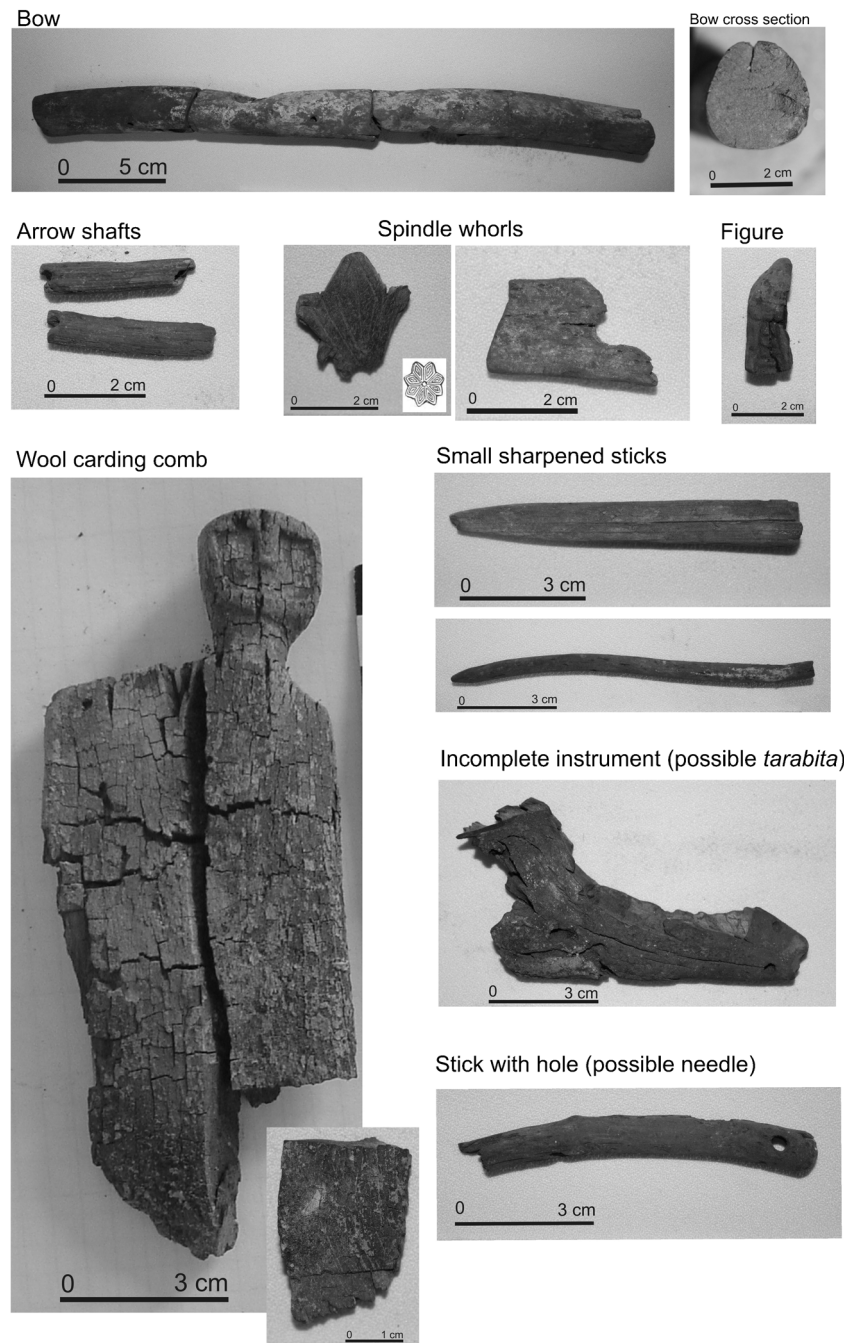 Bow
Bow cross section
0 5 cm
0 2 cm
Arrow shafts
Spindle whorls
Figure
0 2 cm
0 2 cm
0 2 cm
0 2 cm
Wool carding comb
Small sharpened sticks
0 3 cm
0 3 cm
Incomplete instrument (possible tarabita)
0 3 cm
Stick with hole (possible needle)
0 3 cm
0 3 cm
0 1 cm